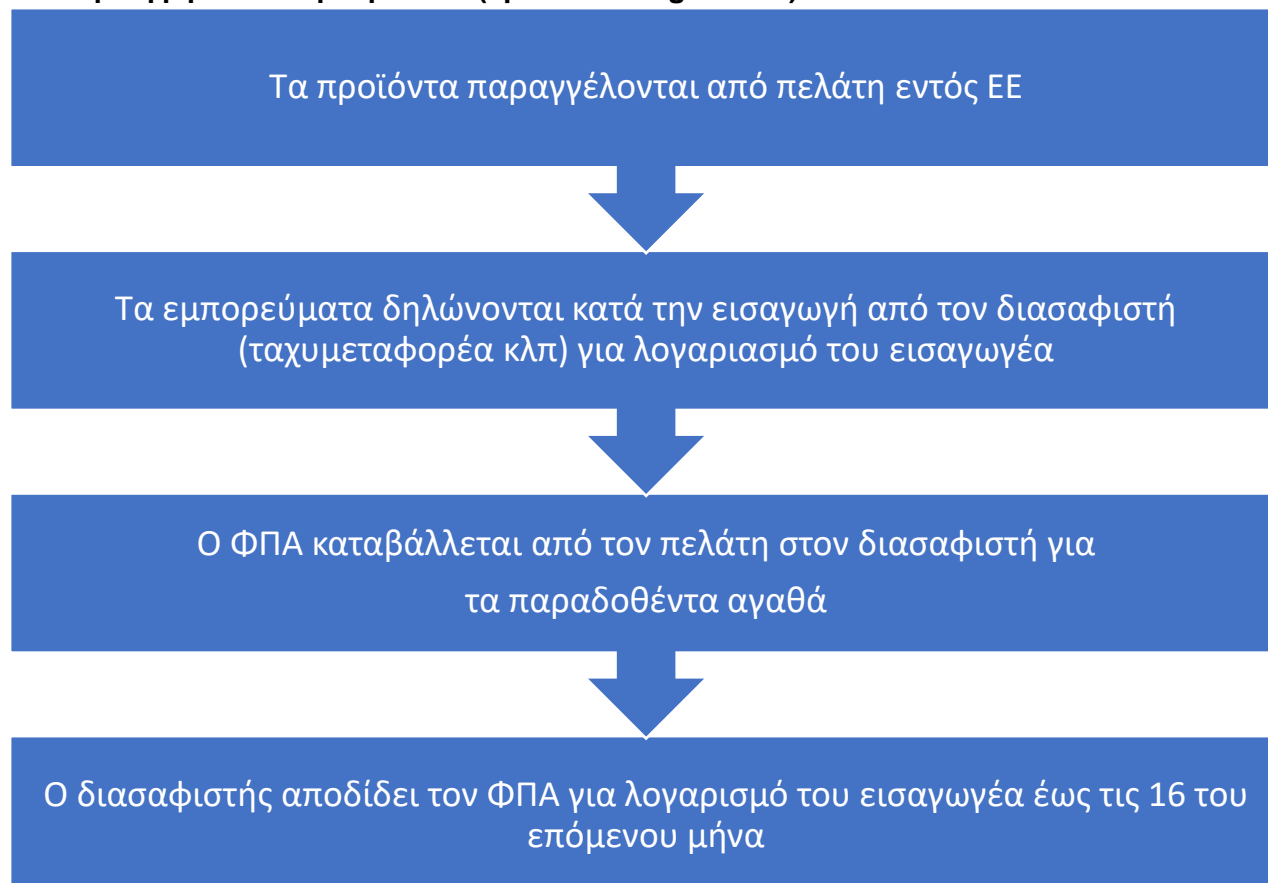 Τα προϊόντα παραγγέλονται από πελάτη εντός ΕΕ
Τα εμπορεύματα δηλώνονται κατά την εισαγωγή από τον διασαφιστή
(ταχυμεταφορέα κλπ) για λογαριασμό του εισαγωγέα
Ο ΦΠΑ καταβάλλεται από τον πελάτη στον διασαφιστή για
τα παραδοθέντα αγαθά
Ο διασαφιστής αποδίδει τον ΦΠΑ για λογαρισμό του εισαγωγέα έως τις 16 του
επόμενου μήνα